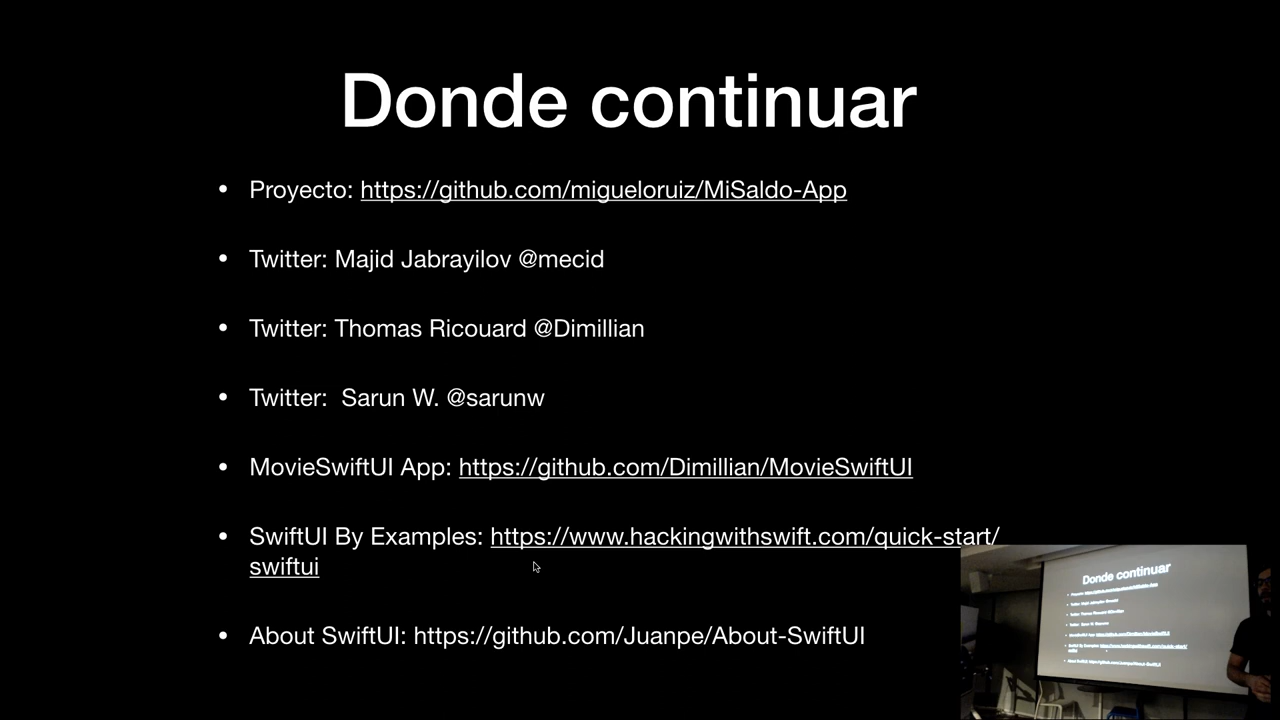 Donde continuar
• Proyecto: https://github.com/migueloruiz/MiSaldo-App
• Twitter: Majid Jabrayilov @mecid
• Twitter: Thomas Ricouard @Dimillian
• Twitter:  Sarun W. @sarunw
• MovieSwiftUI App: https://github.com/Dimillian/MovieSwiftUI
• SwiftUI By Examples: https://www.hackingwithswift.com/quick-start/
swiftui
• About SwiftUI: https://github.com/Juanpe/About-SwiftUI
Donde continuar